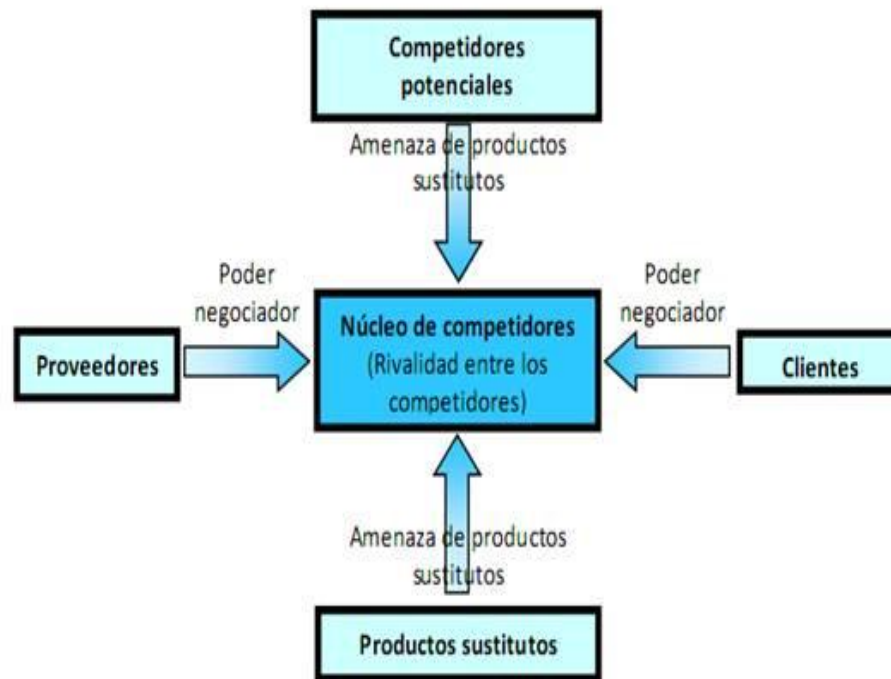 Competidores
potenciales
Amenaza de productos
sustitutos
Poder
negociador
Poder
negociador
Proveedores
Núcleo de competidores
(Rivalidad entre los
competidores)
Clientes
Amenaza de productos
sustitutos
Productos sustitutos